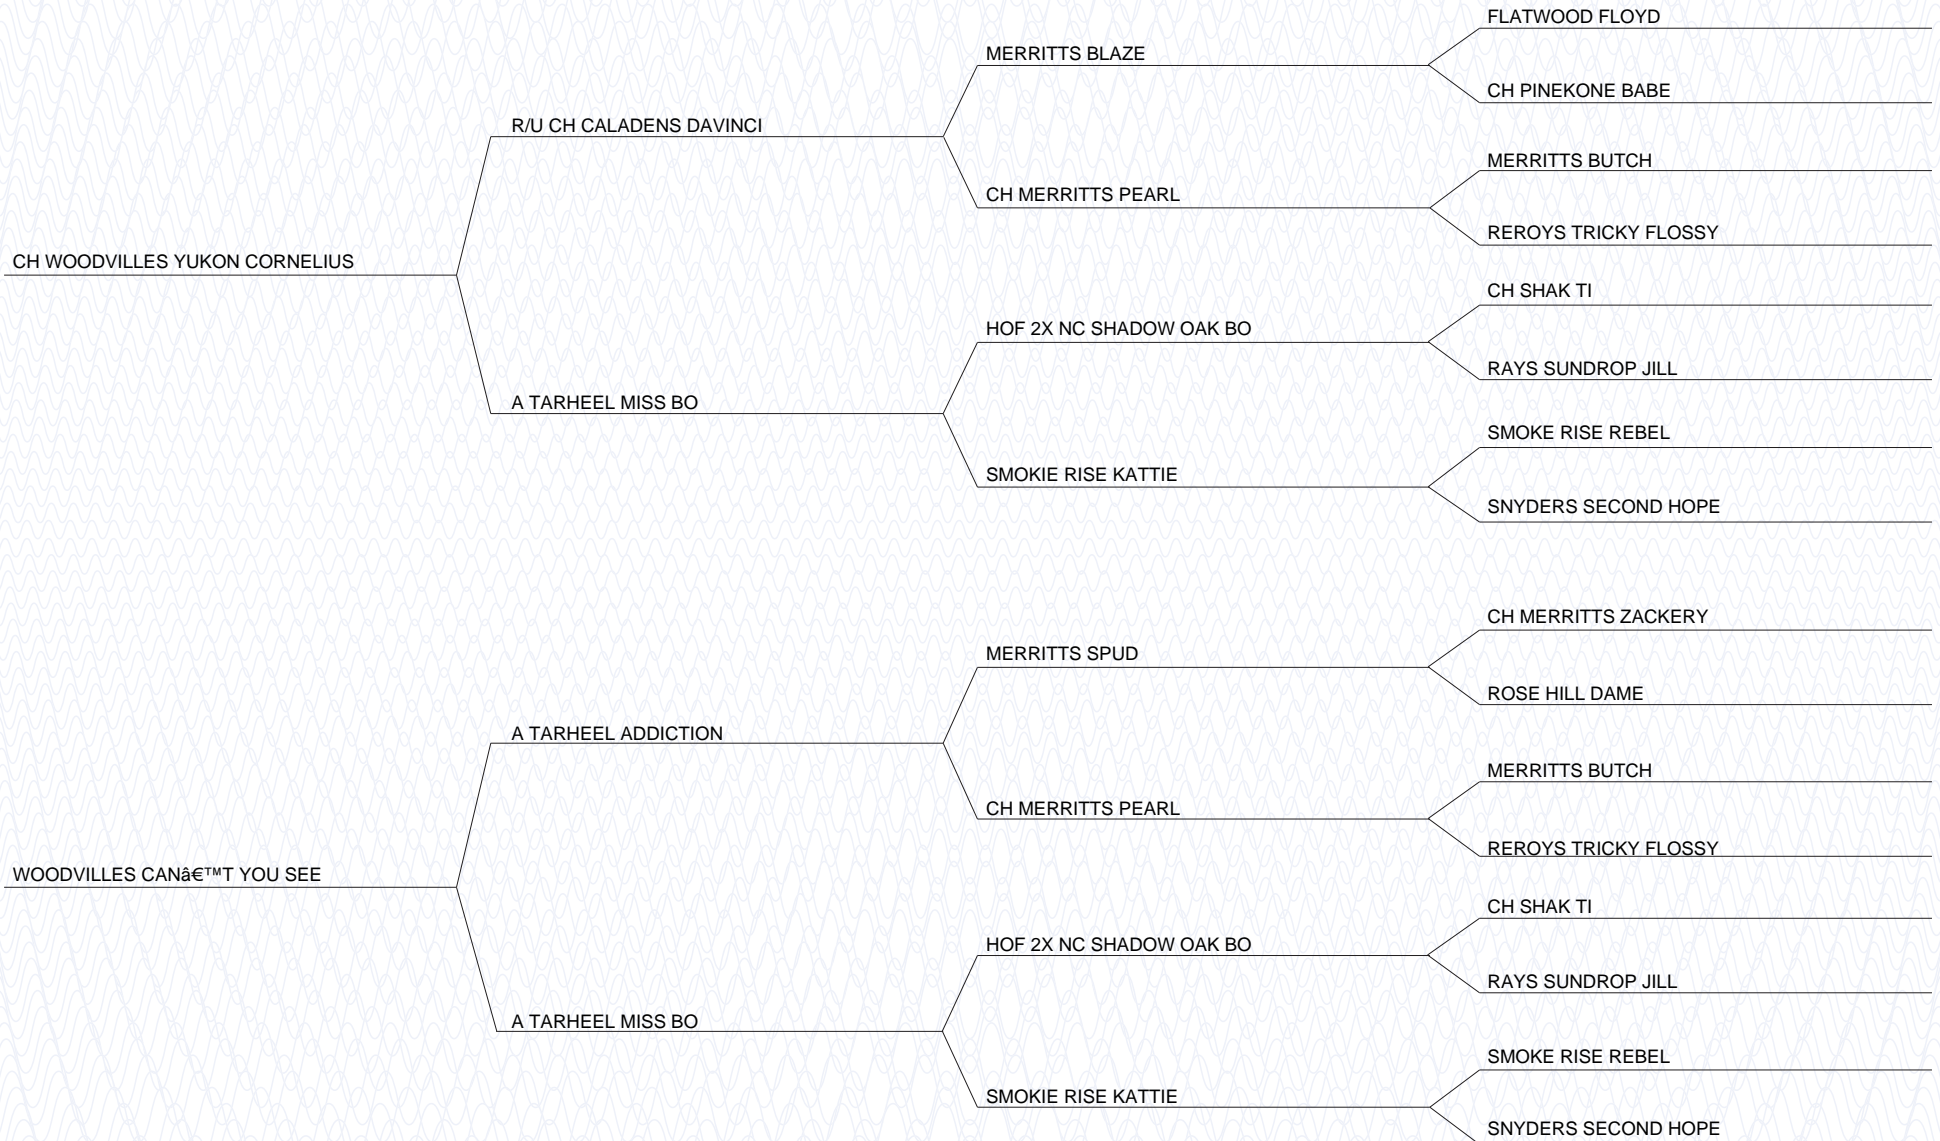 FLATWOOD FLOYD
MERRITTS BLAZE
CH PINEKONE BABE
R/U CH CALADENS DAVINCI
MERRITTS BUTCH
CH MERRITTS PEARL
REROYS TRICKY FLOSSY
CH WOODVILLES YUKON CORNELIUS
CH SHAK TI
HOF 2X NC SHADOW OAK BO
RAYS SUNDROP JILL
A TARHEEL MISS BO
SMOKE RISE REBEL
SMOKIE RISE KATTIE
SNYDERS SECOND HOPE
CH MERRITTS ZACKERY
MERRITTS SPUD
ROSE HILL DAME
A TARHEEL ADDICTION
MERRITTS BUTCH
CH MERRITTS PEARL
REROYS TRICKY FLOSSY
WOODVILLES CANâ€™T YOU SEE
CH SHAK TI
HOF 2X NC SHADOW OAK BO
RAYS SUNDROP JILL
A TARHEEL MISS BO
SMOKE RISE REBEL
SMOKIE RISE KATTIE
SNYDERS SECOND HOPE